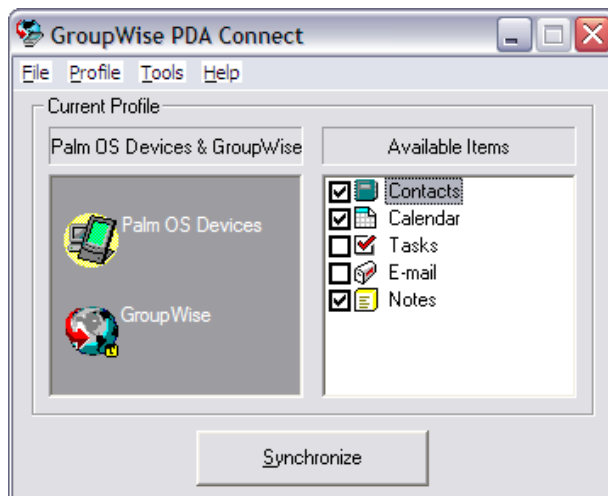 GroupWise PDA Connect
File Profile Tools Help
Current Profile
Palm OS Devices & GroupWise
Available Items
Palm OS Devices
GroupWise
Contacts
Calendar
Tasks
E-mail
Notes
Synchronize